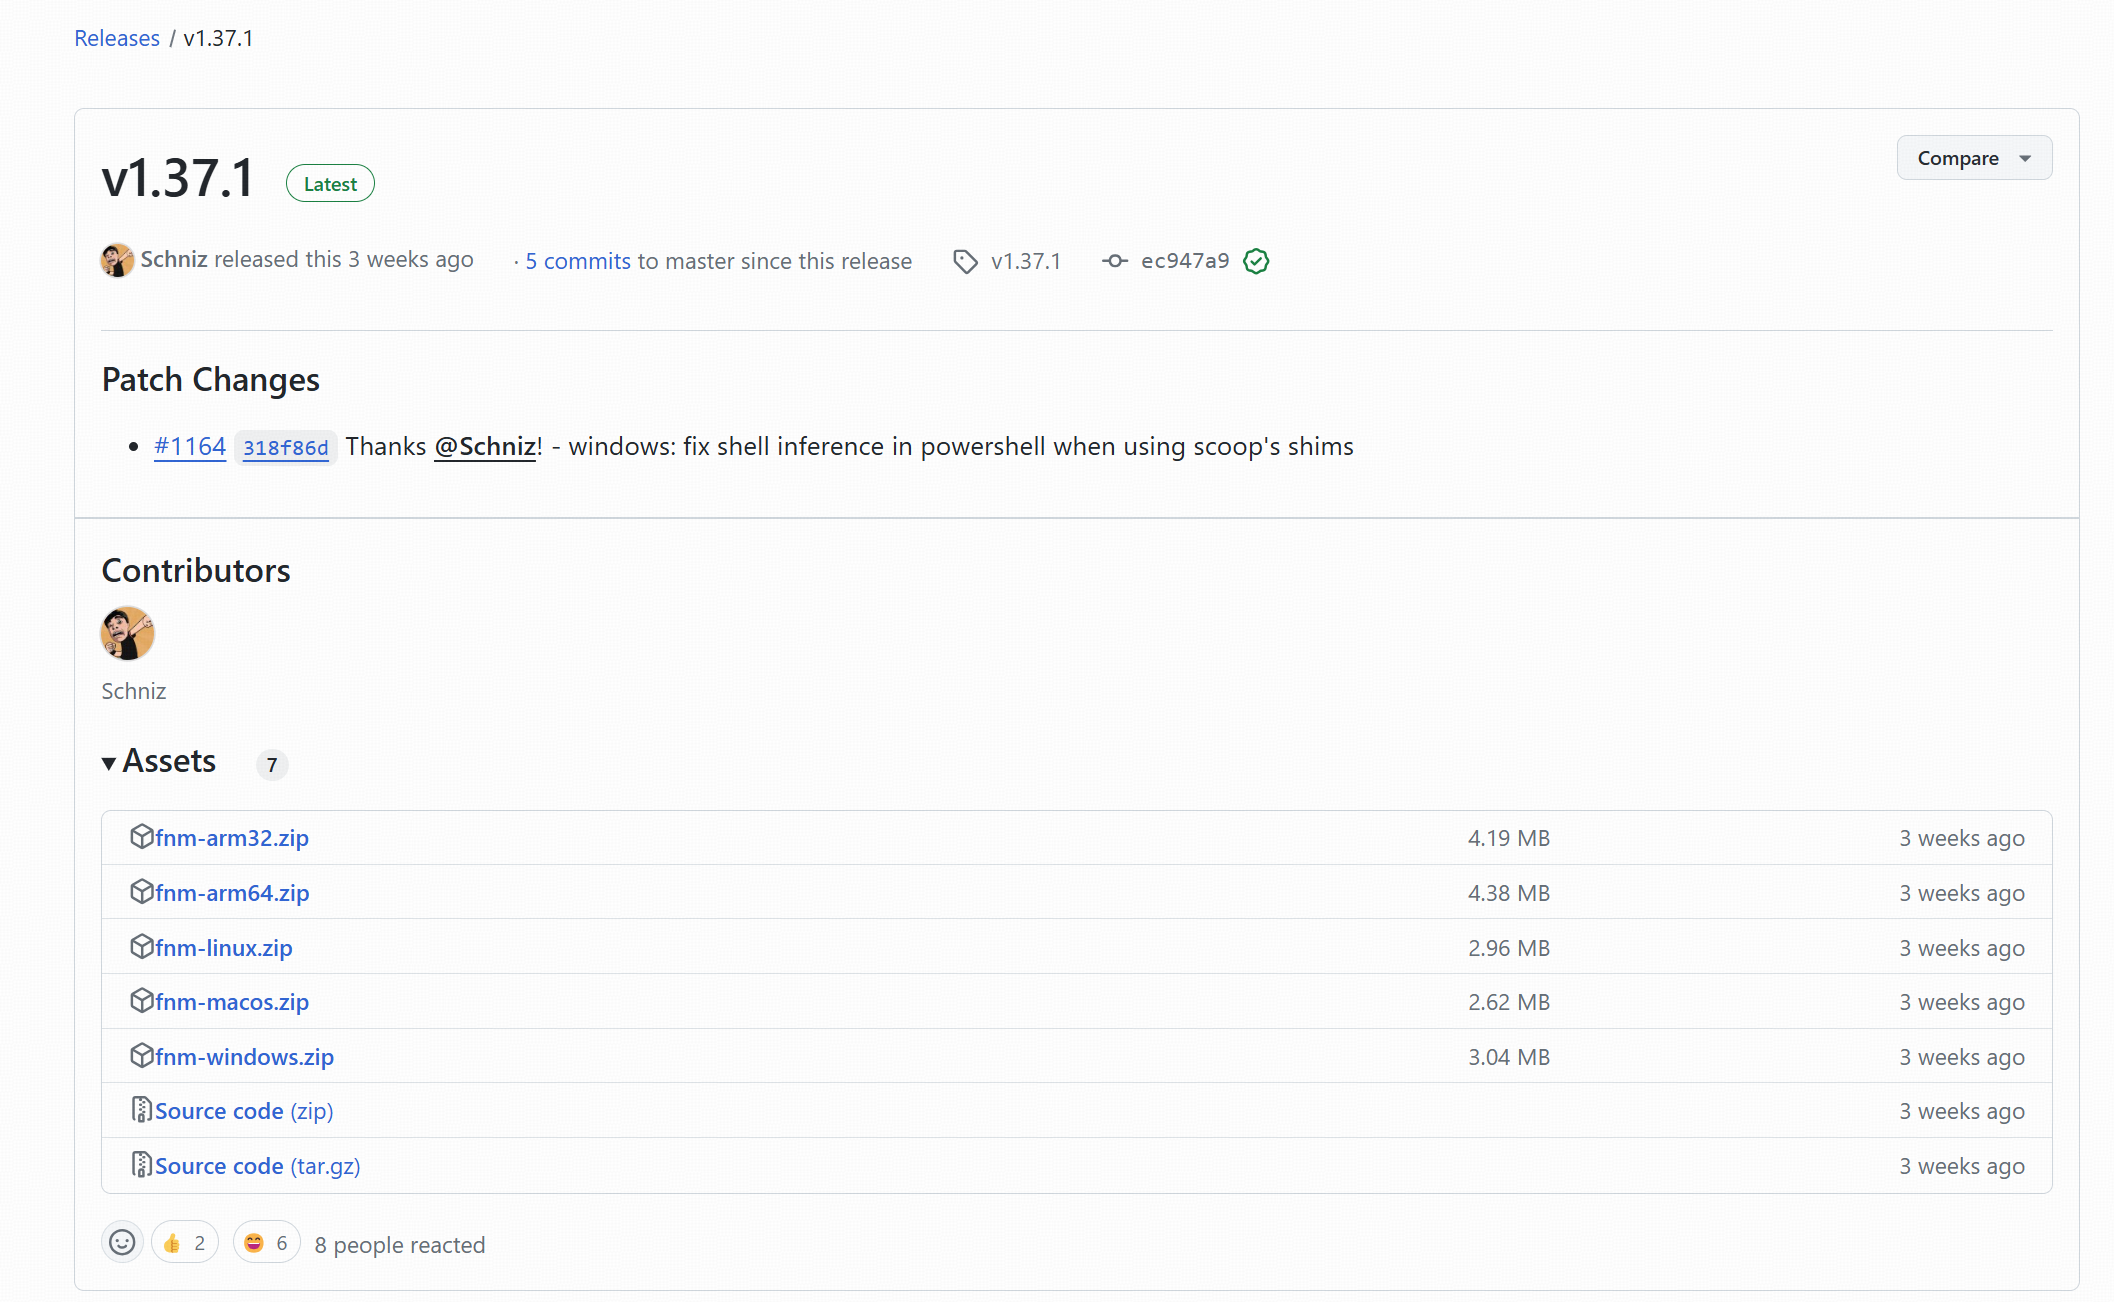 Releases / v1.37.1
v1.37.1 Latest
Compare
Schniz released this 3 weeks ago · 5 commits to master since this release v1.37.1 ec947a9
Patch Changes
• #1164 318f86d Thanks @Schniz! - windows: fix shell inference in powershell when using scoop's shims
Contributors
Schniz
Assets 7
fnm-arm32.zip 4.19 MB 3 weeks ago
fnm-arm64.zip 4.38 MB 3 weeks ago
fnm-linux.zip 2.96 MB 3 weeks ago
fnm-macos.zip 2.62 MB 3 weeks ago
fnm-windows.zip 3.04 MB 3 weeks ago
Source code (zip) 3 weeks ago
Source code (tar.gz) 3 weeks ago
👍 2 😄 6 8 people reacted